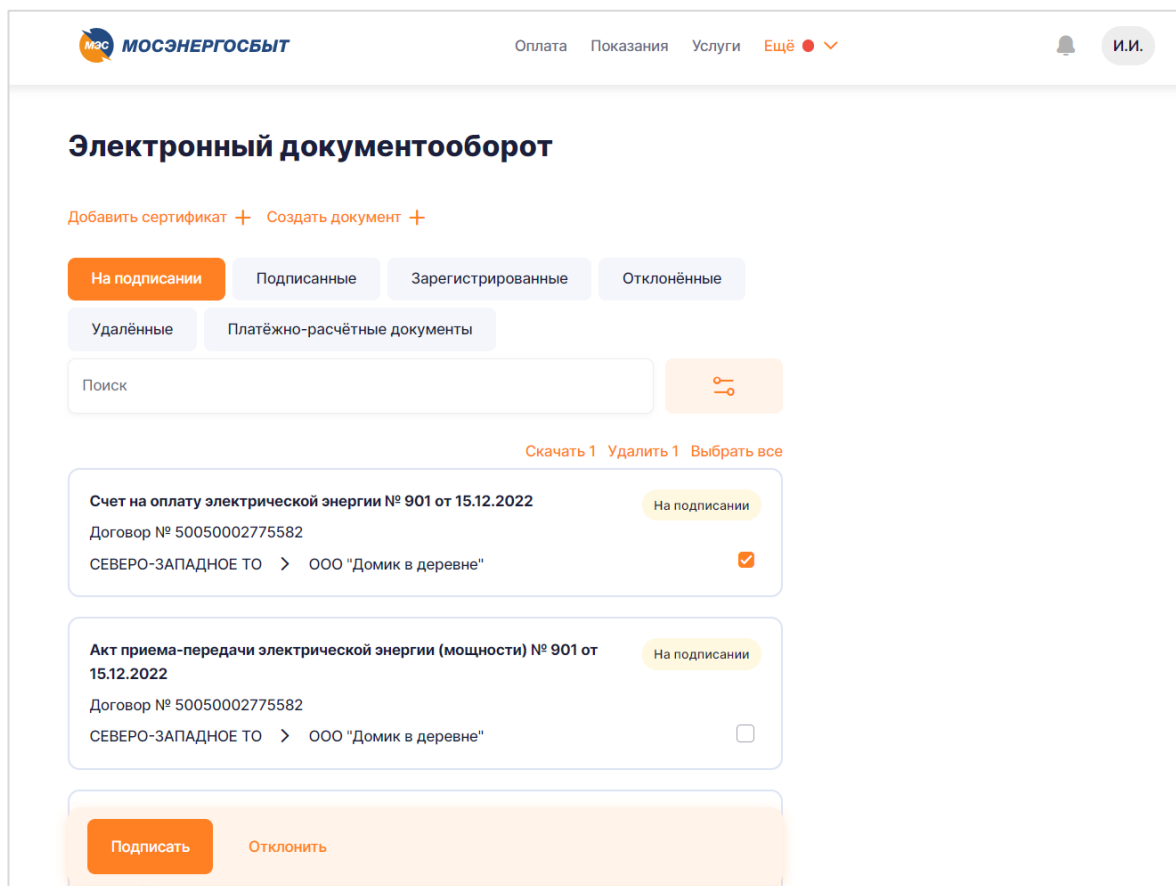 МЭС МОСЭНЕРГОСБЫТ Оплата Показания Услуги Ещё И.И.
Электронный документооборот
Добавить сертификат + Создать документ +
На подписании Подписанные Зарегистрированные Отклонённые
Удалённые Платёжно-расчётные документы
Поиск
Скачать 1 Удалить 1 Выбрать все
Счет на оплату электрической энергии № 901 от 15.12.2022 На подписании
Договор № 50050002775582
СЕВЕРО-ЗАПАДНОЕ ТО > ООО "Домик в деревне"
Акт приема-передачи электрической энергии (мощности) № 901 от На подписании
15.12.2022
Договор № 50050002775582
СЕВЕРО-ЗАПАДНОЕ ТО > ООО "Домик в деревне"
Подписать Отклонить